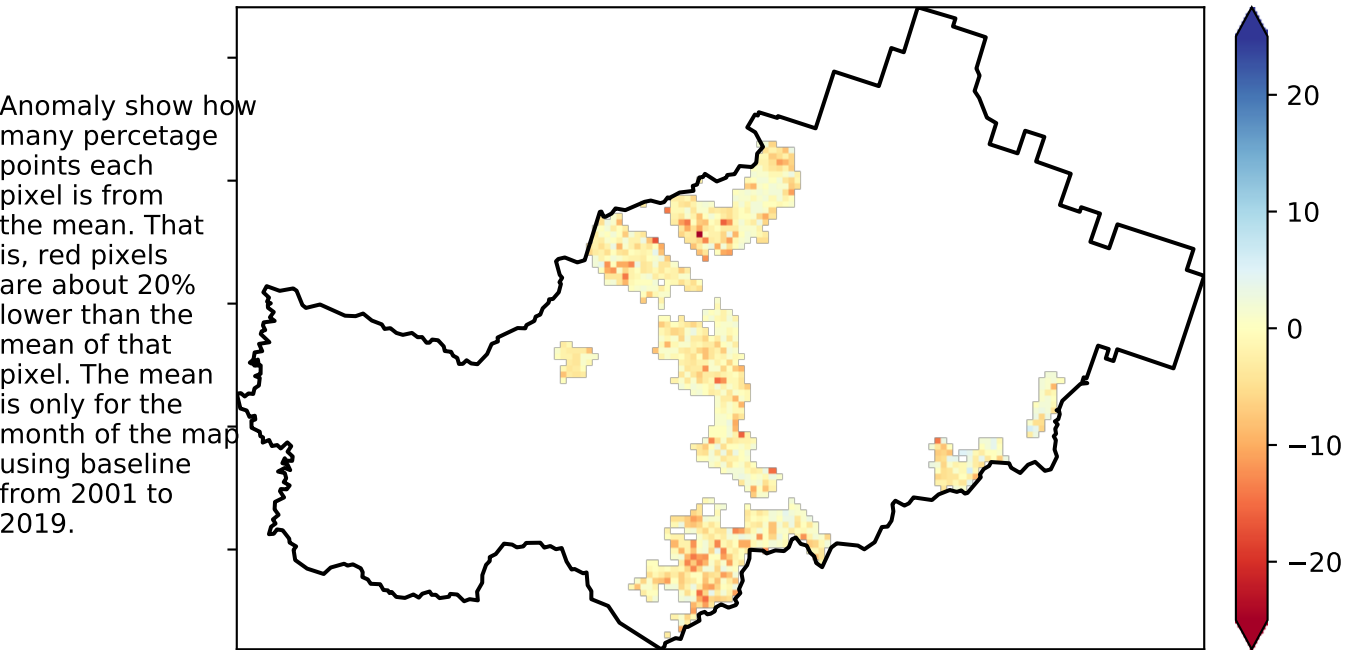 Anomaly show how
many percetage
points each
pixel is from
the mean. That
is, red pixels
are about 20%
lower than the
mean of that
pixel. The mean
is only for the
month of the map
using baseline
from 2001 to
2019.
20
10
0
−10
−20